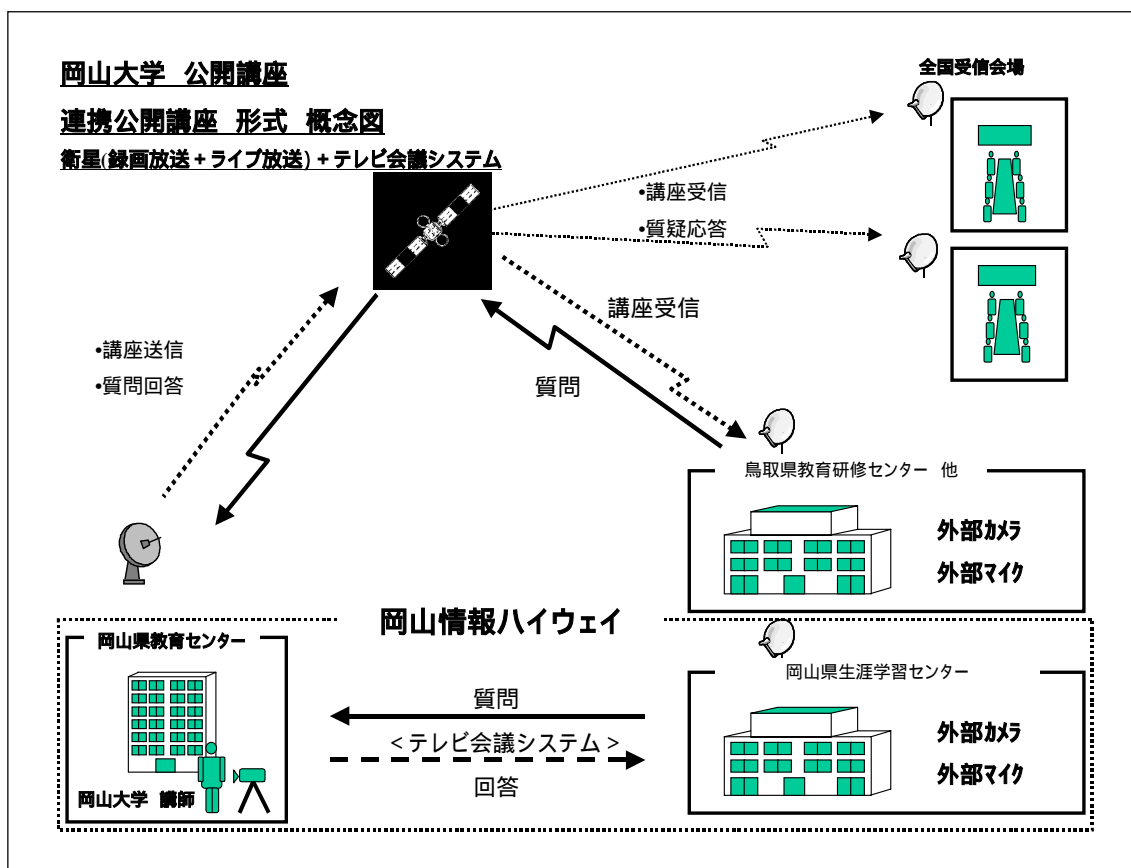 岡山大学 公開講座
連携公開講座 形式 概念図
衛星(録画放送+ライブ放送)+テレビ会議システム
全国受信会場
•講座受信
•質疑応答
講座受信
•講座送信
•質問回答
質問
鳥取県教育研修センター 他
外部カメラ
外部マイク
岡山情報ハイウェイ
岡山県教育センター
岡山県生涯学習センター
質問
<テレビ会議システム>
回答
外部カメラ
外部マイク
岡山大学 講師